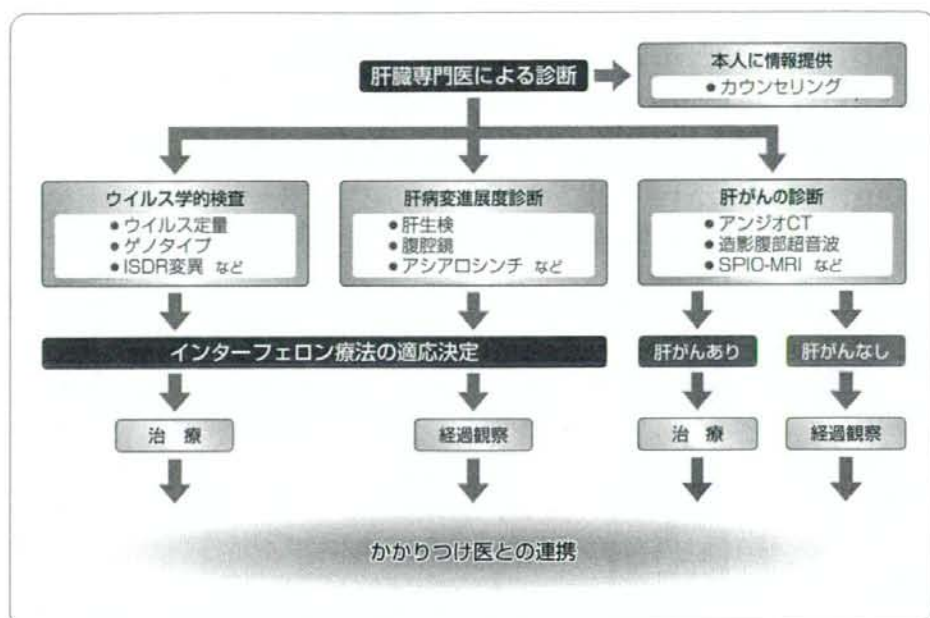 肝臓専門医による診断
本人に情報提供
● カウンセリング
ウイルス学的検査
● ウイルス定量
● ゲノタイプ
● ISDR変異 など
肝病変進展度診断
● 肝生検
● 腹腔鏡
● アシアロシンチ など
肝がんの診断
● アンジオCT
● 造影腹部超音波
● SPIO-MRI など
インターフェロン療法の適応決定
肝がんあり
肝がんなし
治 療
経過観察
治 療
経過観察
かかりつけ医との連携